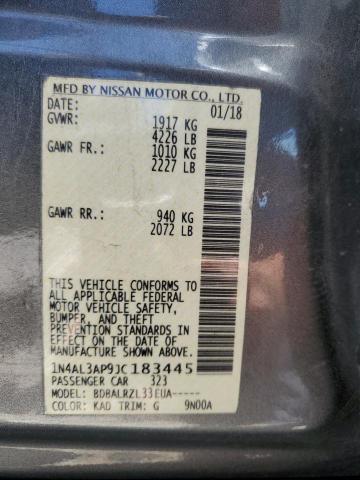 MFD BY NISSAN MOTOR CO., LTD.
DATE: 01/18
GVWR: 1917 KG
4226 LB
GAWR FR.: 1010 KG
2227 LB
GAWR RR.: 940 KG
2072 LB
THIS VEHICLE CONFORMS TO
ALL APPLICABLE FEDERAL
MOTOR VEHICLE SAFETY,
BUMPER, AND THEFT
PREVENTION STANDARDS
IN EFFECT ON THE DATE OF
MANUFACTURE SHOWN ABOVE.
1N4AL3AP9JC183445
PASSENGER CAR 323
MODEL: BDBALRZL33EUA-----
COLOR: KAD TRIM: G 9N00A